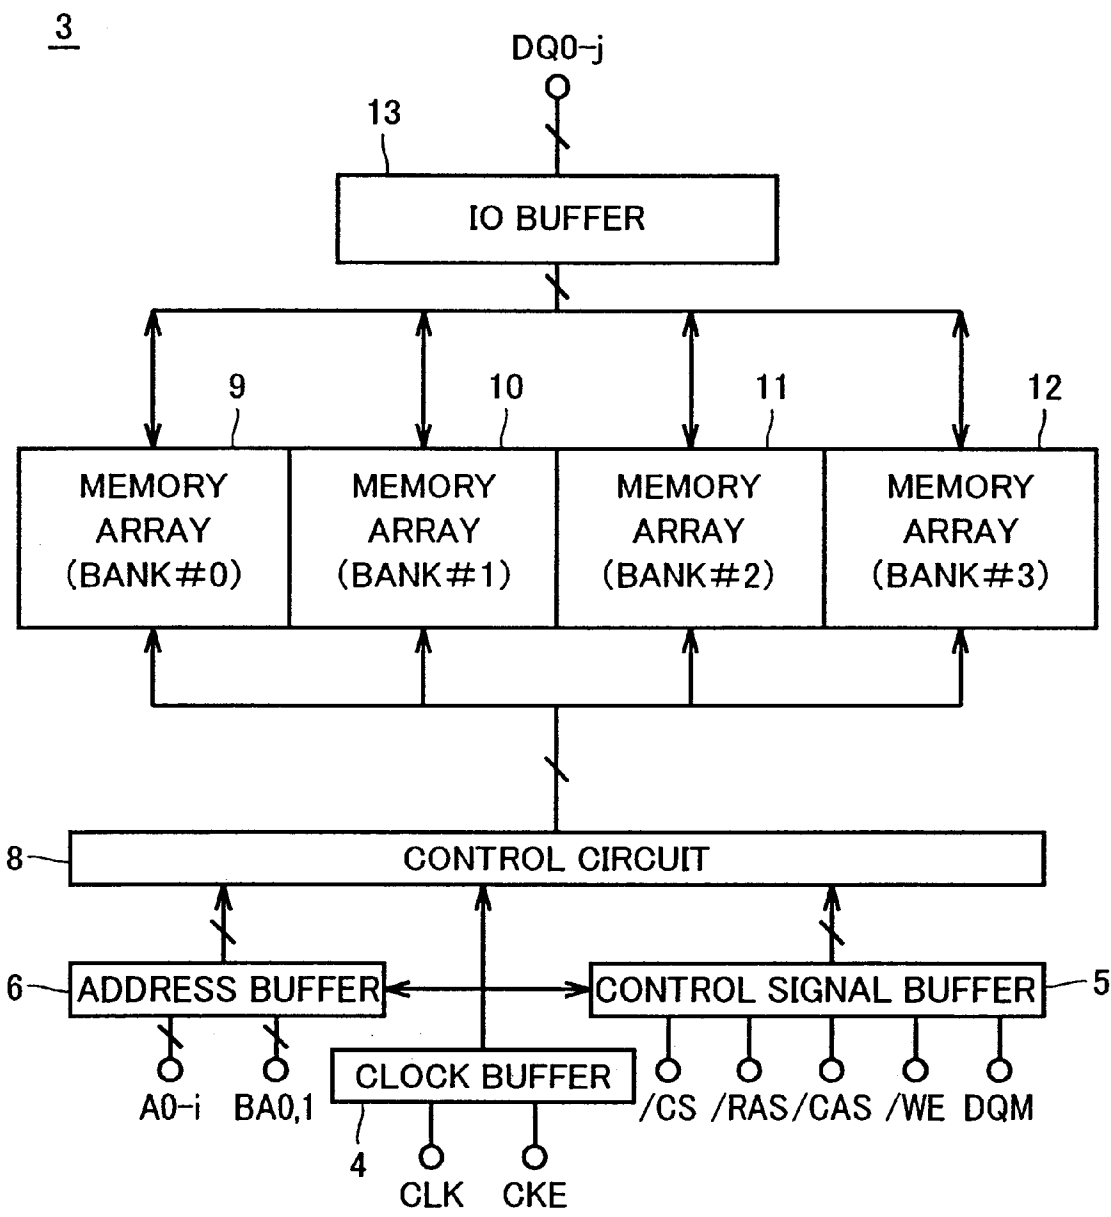 3
DQ0-j
13
IO BUFFER
9
10
11
12
MEMORY
ARRAY
(BANK#0)
MEMORY
ARRAY
(BANK#1)
MEMORY
ARRAY
(BANK#2)
MEMORY
ARRAY
(BANK#3)
8
CONTROL CIRCUIT
6
ADDRESS BUFFER
CONTROL SIGNAL BUFFER
5
A0-i
BA0,1
CLOCK BUFFER
/CS
/RAS
/CAS
/WE
DQM
4
CLK
CKE